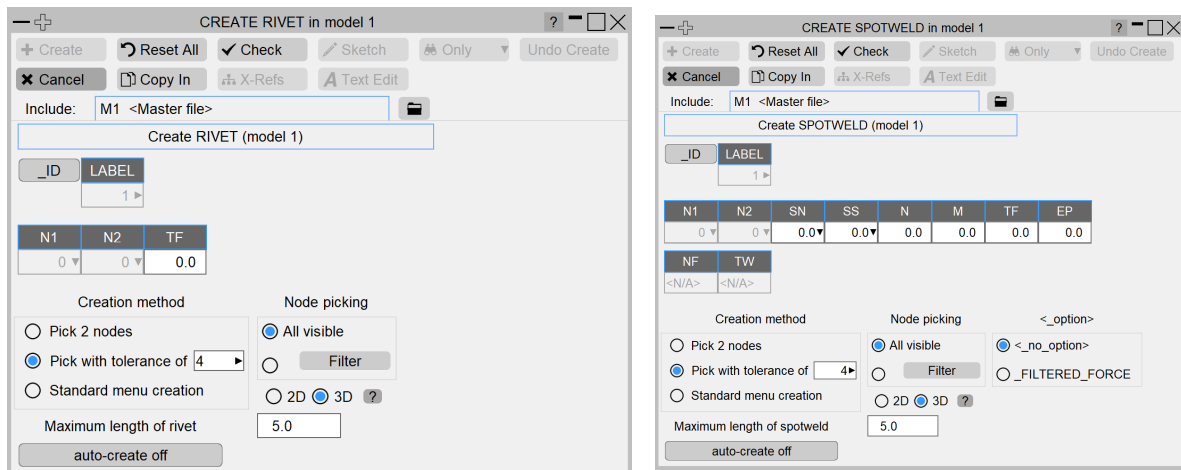 CREATE RIVET in model 1 ?
Create Reset All Check Sketch Only Undo Create
Cancel Copy In X-Refs A Text Edit
Include: M1 <Master file>
Create RIVET (model 1)
_ID LABEL
1
N1 N2 TF
0 0 0.0
Creation method Node picking
Pick 2 nodes All visible
Pick with tolerance of 4 Filter
Standard menu creation 2D 3D ?
Maximum length of rivet 5.0
auto-create off
CREATE SPOTWELD in model 1 ?
Create Reset All Check Sketch Only Undo Create
Cancel Copy In X-Refs A Text Edit
Include: M1 <Master file>
Create SPOTWELD (model 1)
_ID LABEL
1
N1 N2 SN SS N M TF EP
0 0 0.0 0.0 0.0 0.0 0.0 0.0
NF TW
<N/A> <N/A>
Creation method Node picking <_option>
Pick 2 nodes All visible <_no_option>
Pick with tolerance of 4 Filter _FILTERED_FORCE
Standard menu creation 2D 3D ?
Maximum length of spotweld 5.0
auto-create off